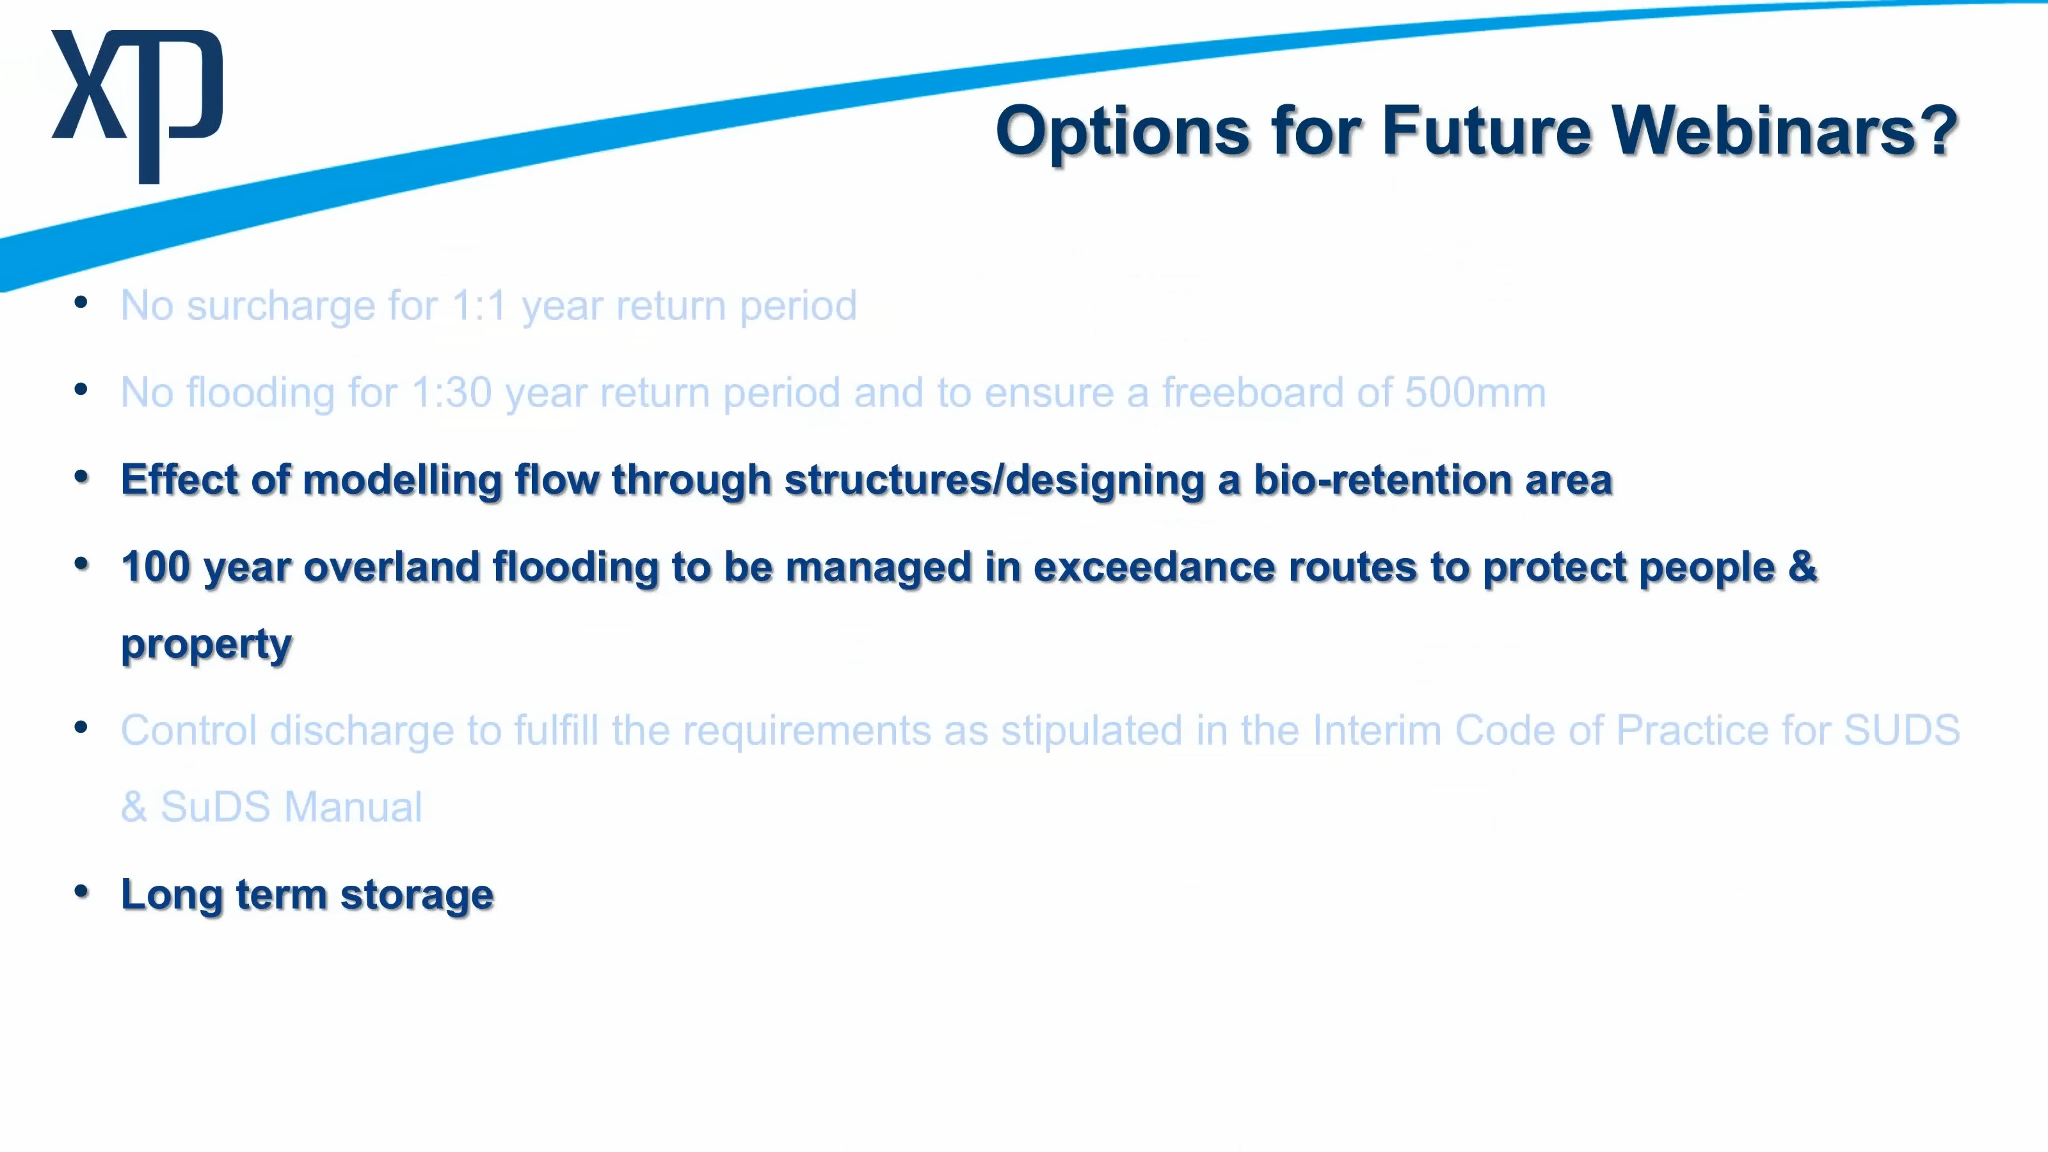 xp
Options for Future Webinars?
• No surcharge for 1:1 year return period
• No flooding for 1:30 year return period and to ensure a freeboard of 500mm
• Effect of modelling flow through structures/designing a bio-retention area
• 100 year overland flooding to be managed in exceedance routes to protect people &
property
• Control discharge to fulfill the requirements as stipulated in the Interim Code of Practice for SUDS
& SuDS Manual
• Long term storage